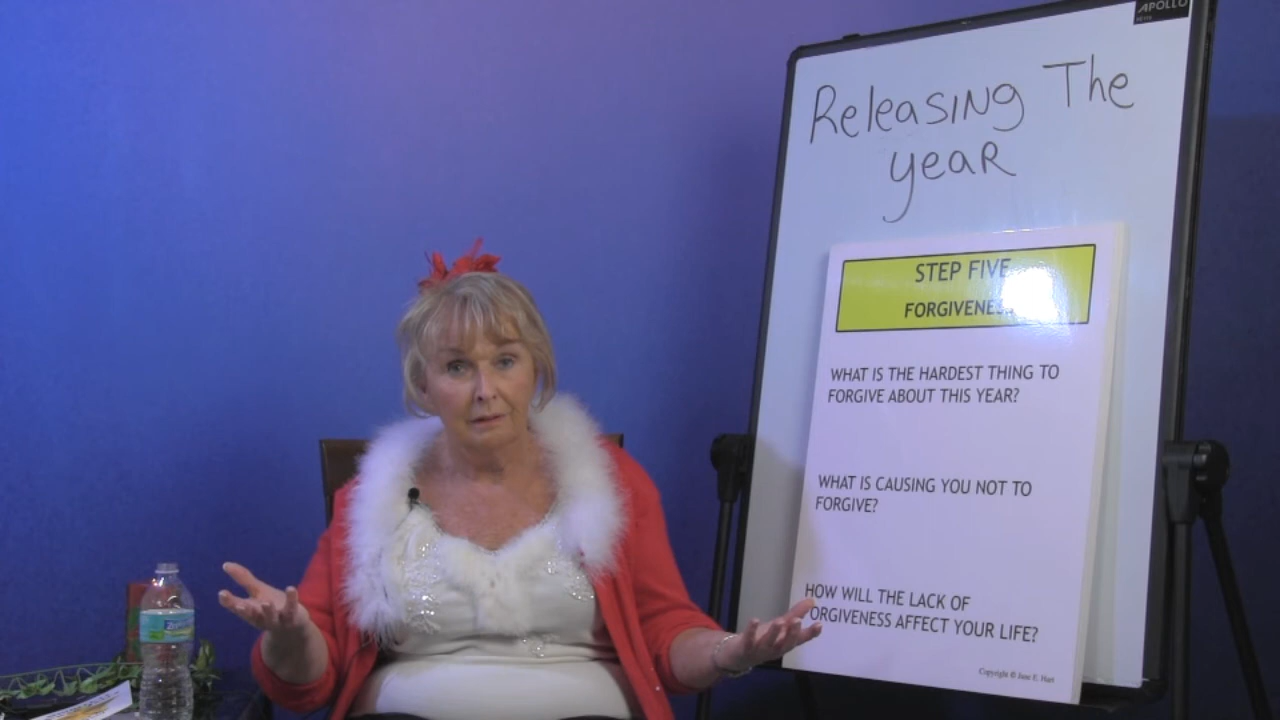 APOLLO
Releasing The
year
STEP FIVE
FORGIVENES
WHAT IS THE HARDEST THING TO
FORGIVE ABOUT THIS YEAR?
WHAT IS CAUSING YOU NOT TO
FORGIVE?
HOW WILL THE LACK OF
FORGIVENESS AFFECT YOUR LIFE?
Copyright © Jane E. Hart